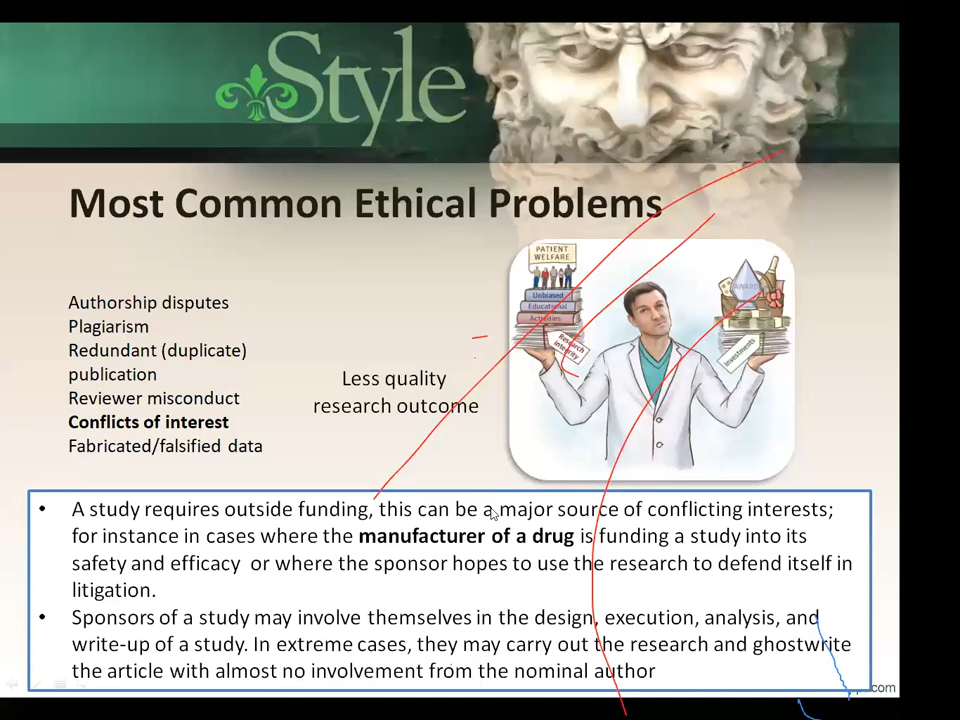 Style
Most Common Ethical Problems
PATIENT
WELFARE
Unbiased
Educational
Activities
Research
integrity
AWARD
Investments
Authorship disputes
Plagiarism
Redundant (duplicate)
publication
Reviewer misconduct
Conflicts of interest
Fabricated/falsified data
Less quality
research outcome
• A study requires outside funding, this can be a major source of conflicting interests;
for instance in cases where the manufacturer of a drug is funding a study into its
safety and efficacy or where the sponsor hopes to use the research to defend itself in
litigation.
• Sponsors of a study may involve themselves in the design, execution, analysis, and
write-up of a study. In extreme cases, they may carry out the research and ghostwrite
the article with almost no involvement from the nominal author
.com